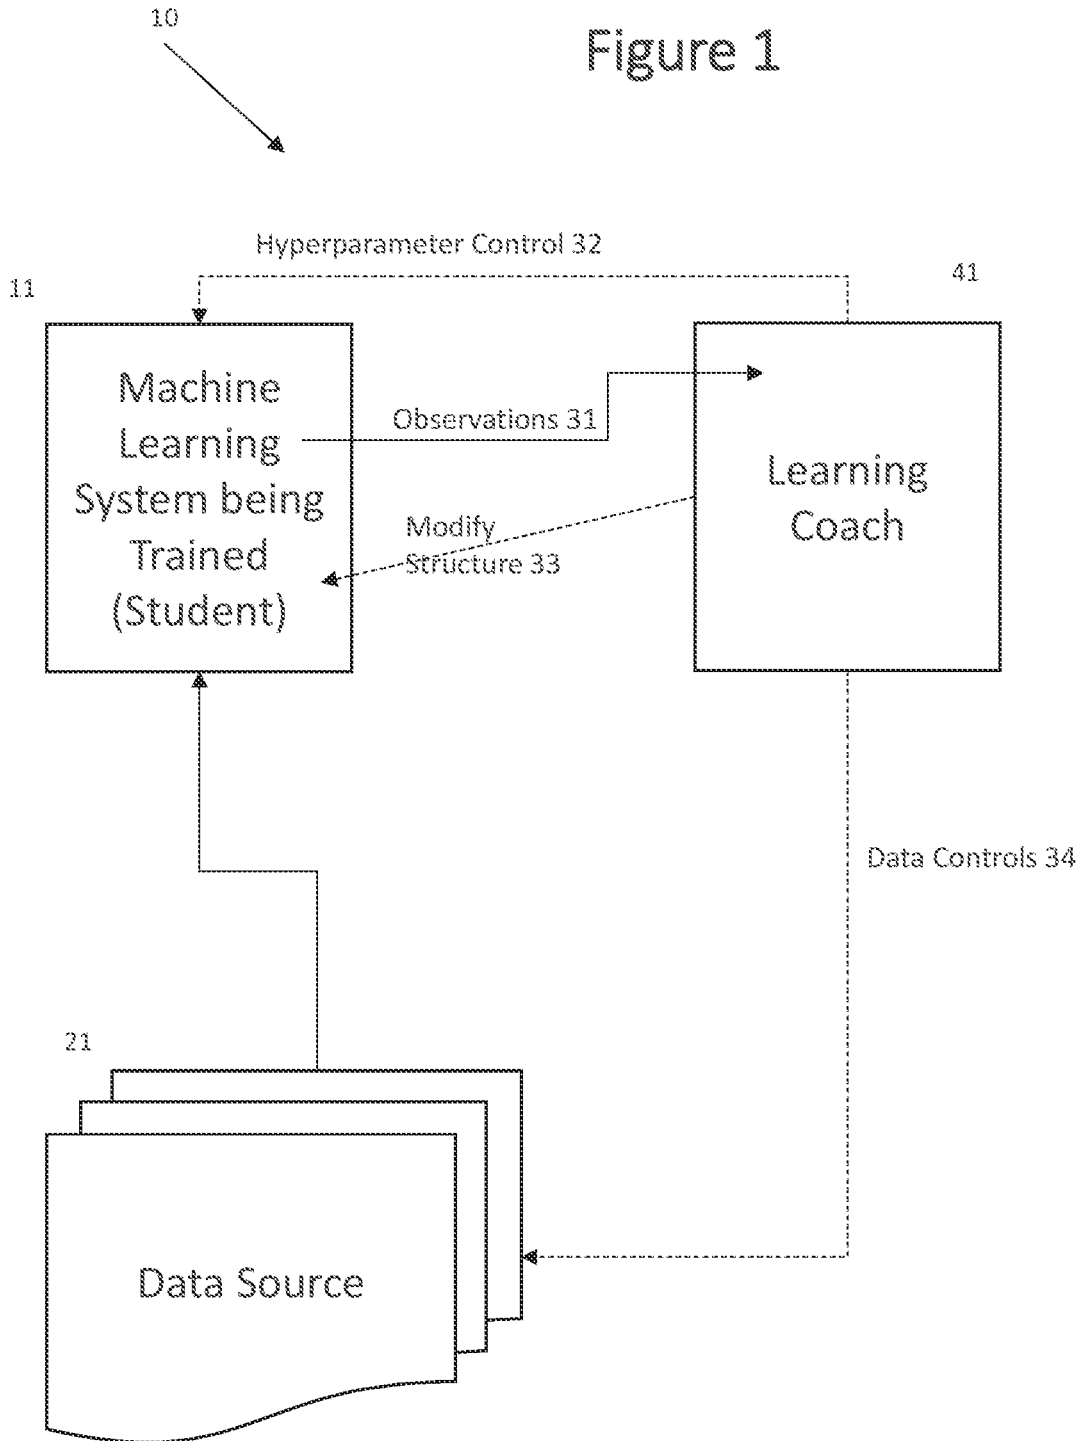 10
Figure 1
Hyperparameter Control 32
11
41
Machine
Learning
System being
Trained
(Student)
Observations 31
Modify
Structure 33
Learning
Coach
Data Controls 34
21
Data Source